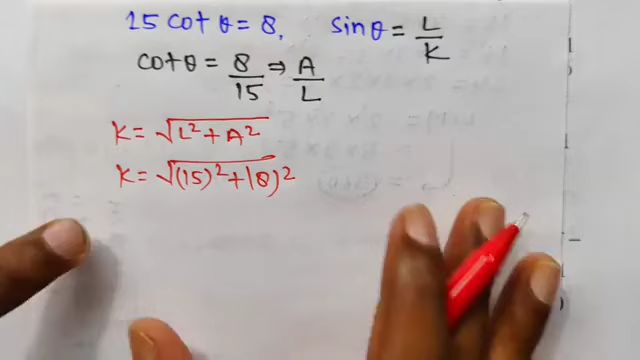 15 cot θ = 8, sin θ = L/K
cot θ = 8/15 ⇒ A/L
K = √L² + A²
K = √(15)² + (8)²